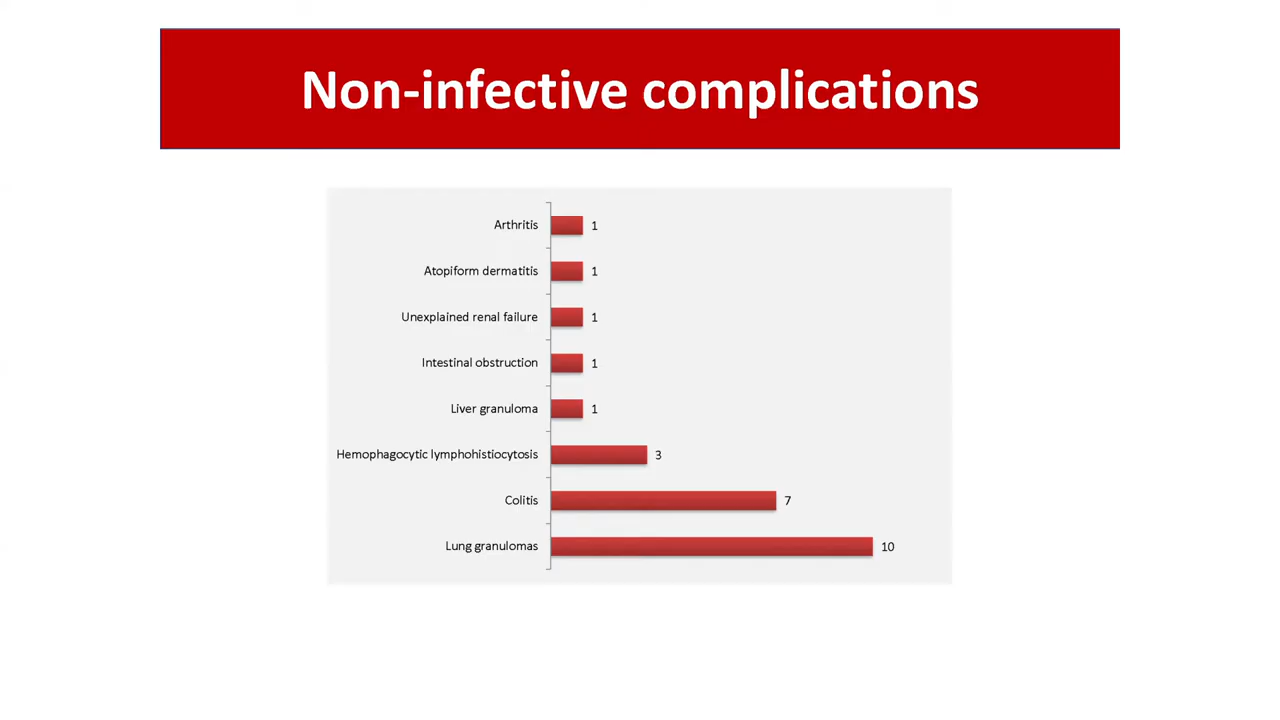 Non-infective complications
Arthritis 1
Atopiform dermatitis 1
Unexplained renal failure 1
Intestinal obstruction 1
Liver granuloma 1
Hemophagocytic lymphohistiocytosis 3
Colitis 7
Lung granulomas 10